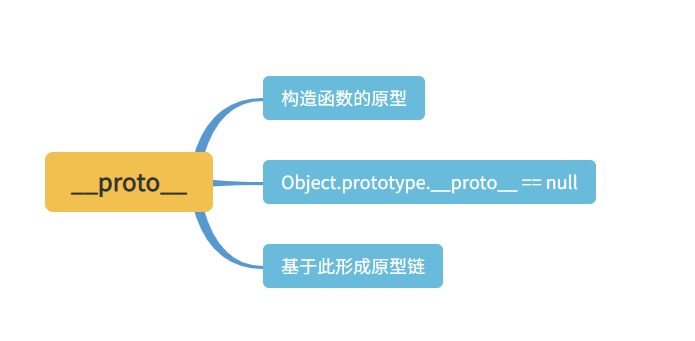 __proto__
构造函数的原型
Object.prototype.__proto__ == null
基于此形成原型链